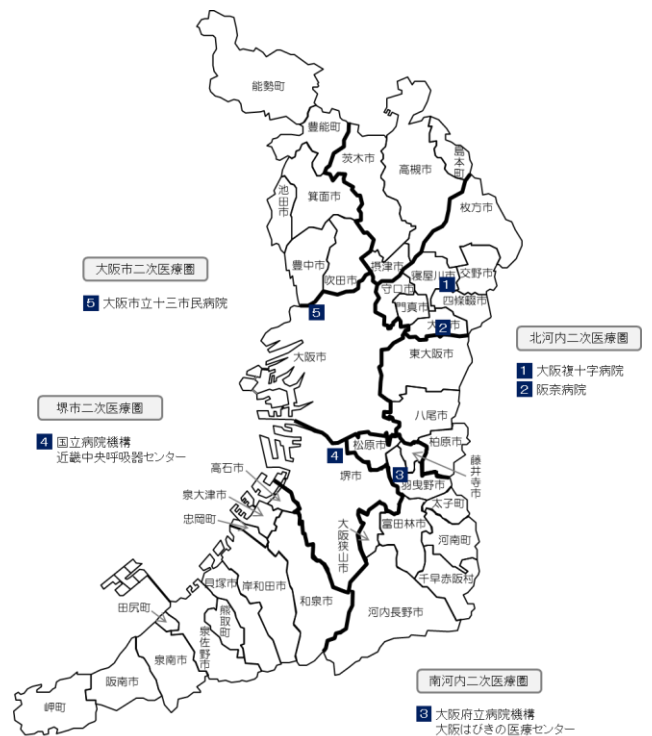 能勢町
豊能町
茨木市
高槻市
島本町
池田市
箕面市
枚方市
豊中市
吹田市
摂津市
寝屋川市
交野市
守口市
1
門真市
四條畷市
大阪市二次医療圏
5 大阪市立十三市民病院
5
2
大 市
大阪市
東大阪市
北河内二次医療圏
1 大阪複十字病院
2 阪奈病院
八尾市
堺市二次医療圏
4 国立病院機構
近畿中央呼吸器センター
松原市
柏原市
藤井寺市
4
堺市
3
羽曳野市
高石市
泉大津市
忠岡町
太子町
大阪狭山市
富田林市
河南町
千早赤阪村
貝塚市
岸和田市
和泉市
河内長野市
田尻町
熊取町
泉佐野市
泉南市
阪南市
岬町
南河内二次医療圏
3 大阪府立病院機構
大阪はびきの医療センター